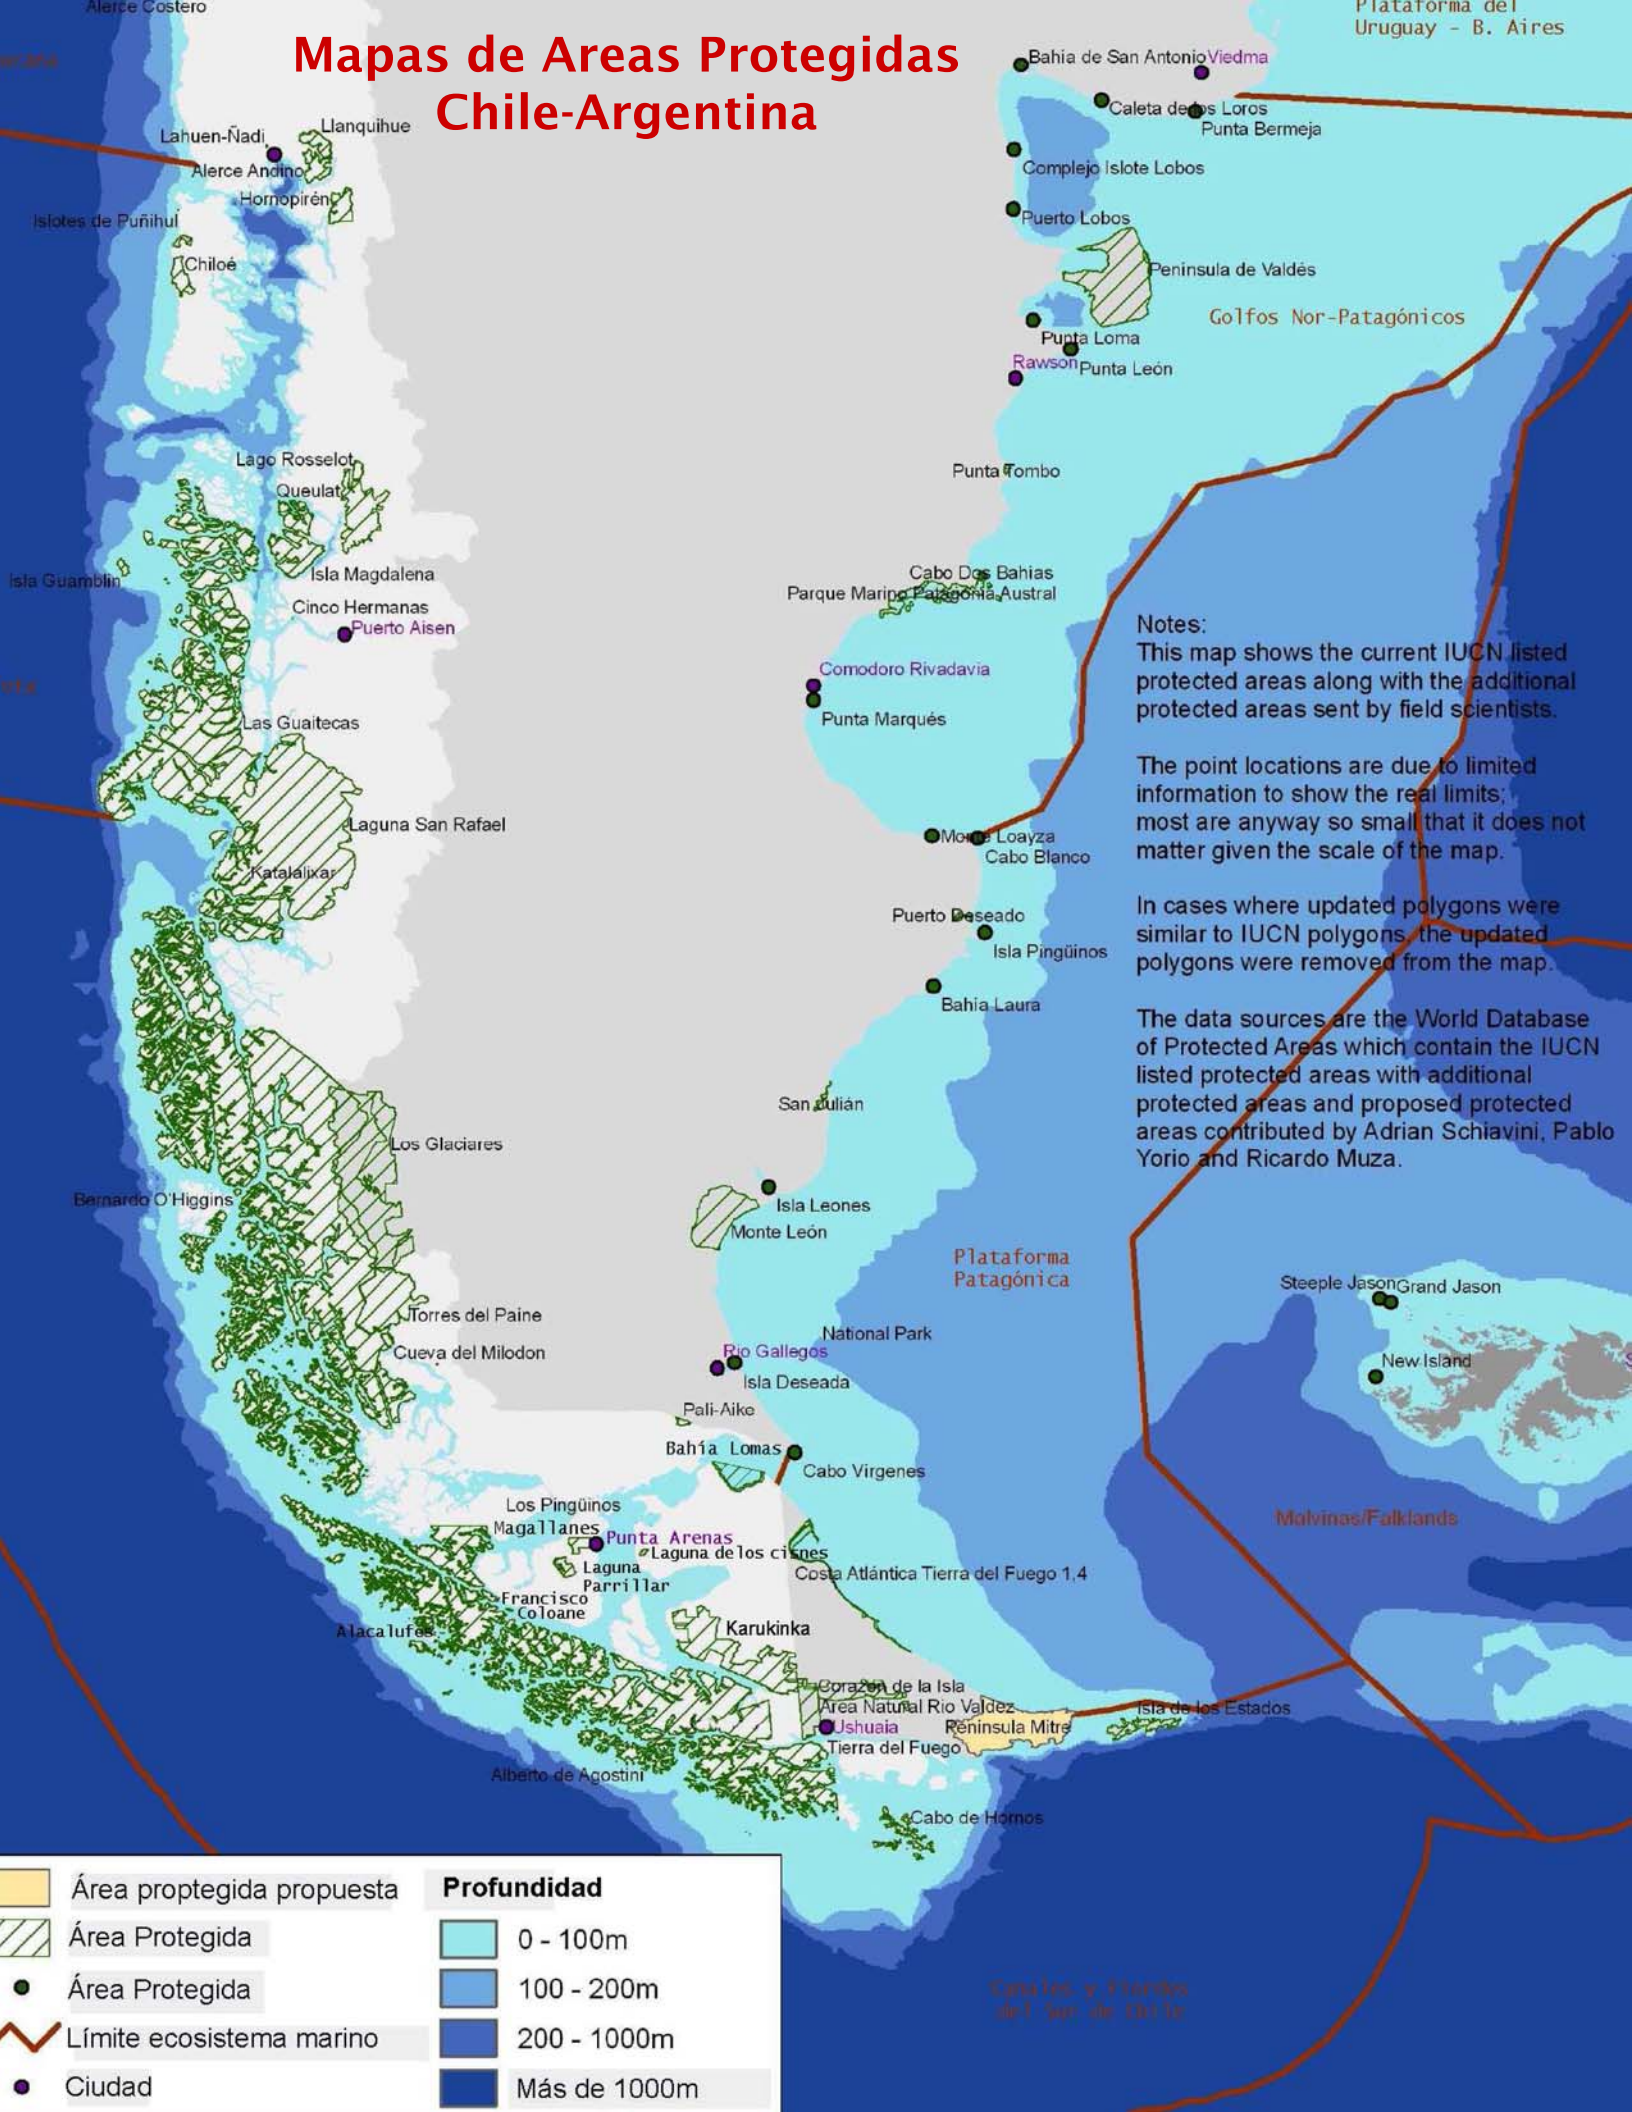 Alerce Costero
Plataforma del
Uruguay - B. Aires
Mapas de Areas Protegidas
Chile-Argentina
Bahia de San Antonio
Viedma
Caleta de los Loros
Punta Bermeja
Llanquihue
Lahuen-Ñadi
Alerce Andino
Complejo Islote Lobos
Hornopirén
Islotes de Puñihuil
Puerto Lobos
Chiloé
Peninsula de Valdés
Golfos Nor-Patagónicos
Punta Loma
Rawson
Punta León
Lago Rosselot
Punta Tombo
Queulat
Isla Magdalena
Isla Guamblin
Cabo Dos Bahias
Parque Marino Patagonia Austral
Cinco Hermanas
Puerto Aisen
Notes:
This map shows the current IUCN listed
protected areas along with the additional
protected areas sent by field scientists.
The point locations are due to limited
information to show the real limits;
most are anyway so small that it does not
matter given the scale of the map.
In cases where updated polygons were
similar to IUCN polygons, the updated
polygons were removed from the map.
The data sources are the World Database
of Protected Areas which contain the IUCN
listed protected areas with additional
protected areas and proposed protected
areas contributed by Adrian Schiavini, Pablo
Yorio and Ricardo Muza.
Comodoro Rivadavia
Punta Marqués
Las Guaitecas
Laguna San Rafael
Monte Loayza
Cabo Blanco
Katalalixar
Puerto Deseado
Isla Pingüinos
Bahia Laura
San Julián
Los Glaciares
Bernardo O'Higgins
Isla Leones
Monte León
Plataforma
Patagónica
Steeple Jason
Grand Jason
Torres del Paine
National Park
Cueva del Milodon
Rio Gallegos
New Island
Isla Deseada
Pali-Aike
Bahía Lomas
Cabo Virgenes
Los Pingüinos
Magallanes
Punta Arenas
Laguna de los cisnes
Malvinas/Falklands
Laguna
Parrillar
Costa Atlántica Tierra del Fuego 1,4
Francisco
Coloane
Alacalufes
Karukinka
Corazón de la Isla
Area Natural Rio Valdez
Isla de los Estados
Ushuaia
Península Mitre
Tierra del Fuego
Alberto de Agostini
Cabo de Hornos
Canales y Fiordos
del Sur de Chile
Área proptegida propuesta
Área Protegida
Área Protegida
Límite ecosistema marino
Ciudad
Profundidad
0 - 100m
100 - 200m
200 - 1000m
Más de 1000m